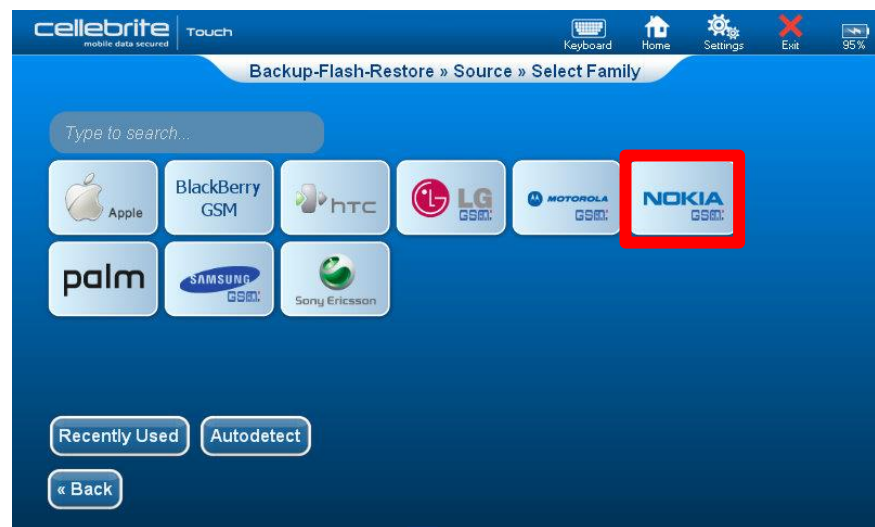 cellebrite Touch
mobile data secured
Keyboard Home Settings Exit 95%
Backup-Flash-Restore » Source » Select Family
Type to search...
Apple
BlackBerry
GSM
hTC
LG
GSM
MOTOROLA
GSM
NOKIA
GSM
palm
SAMSUNG
GSM
Sony Ericsson
Recently Used
Autodetect
« Back